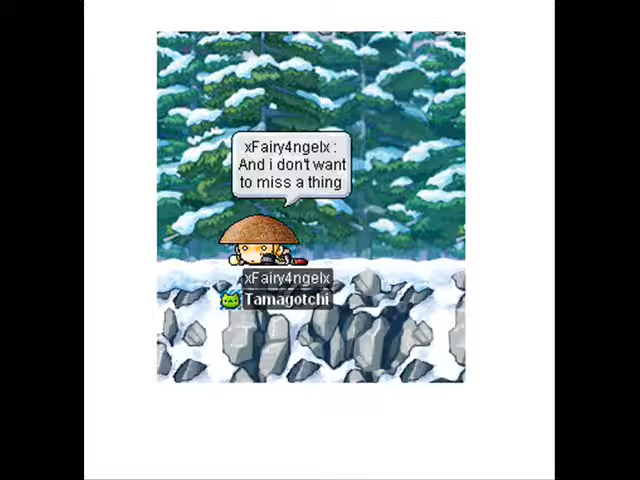 xFairy4ngelx :
And i don't want
to miss a thing
xFairy4ngelx
Tamagotchi